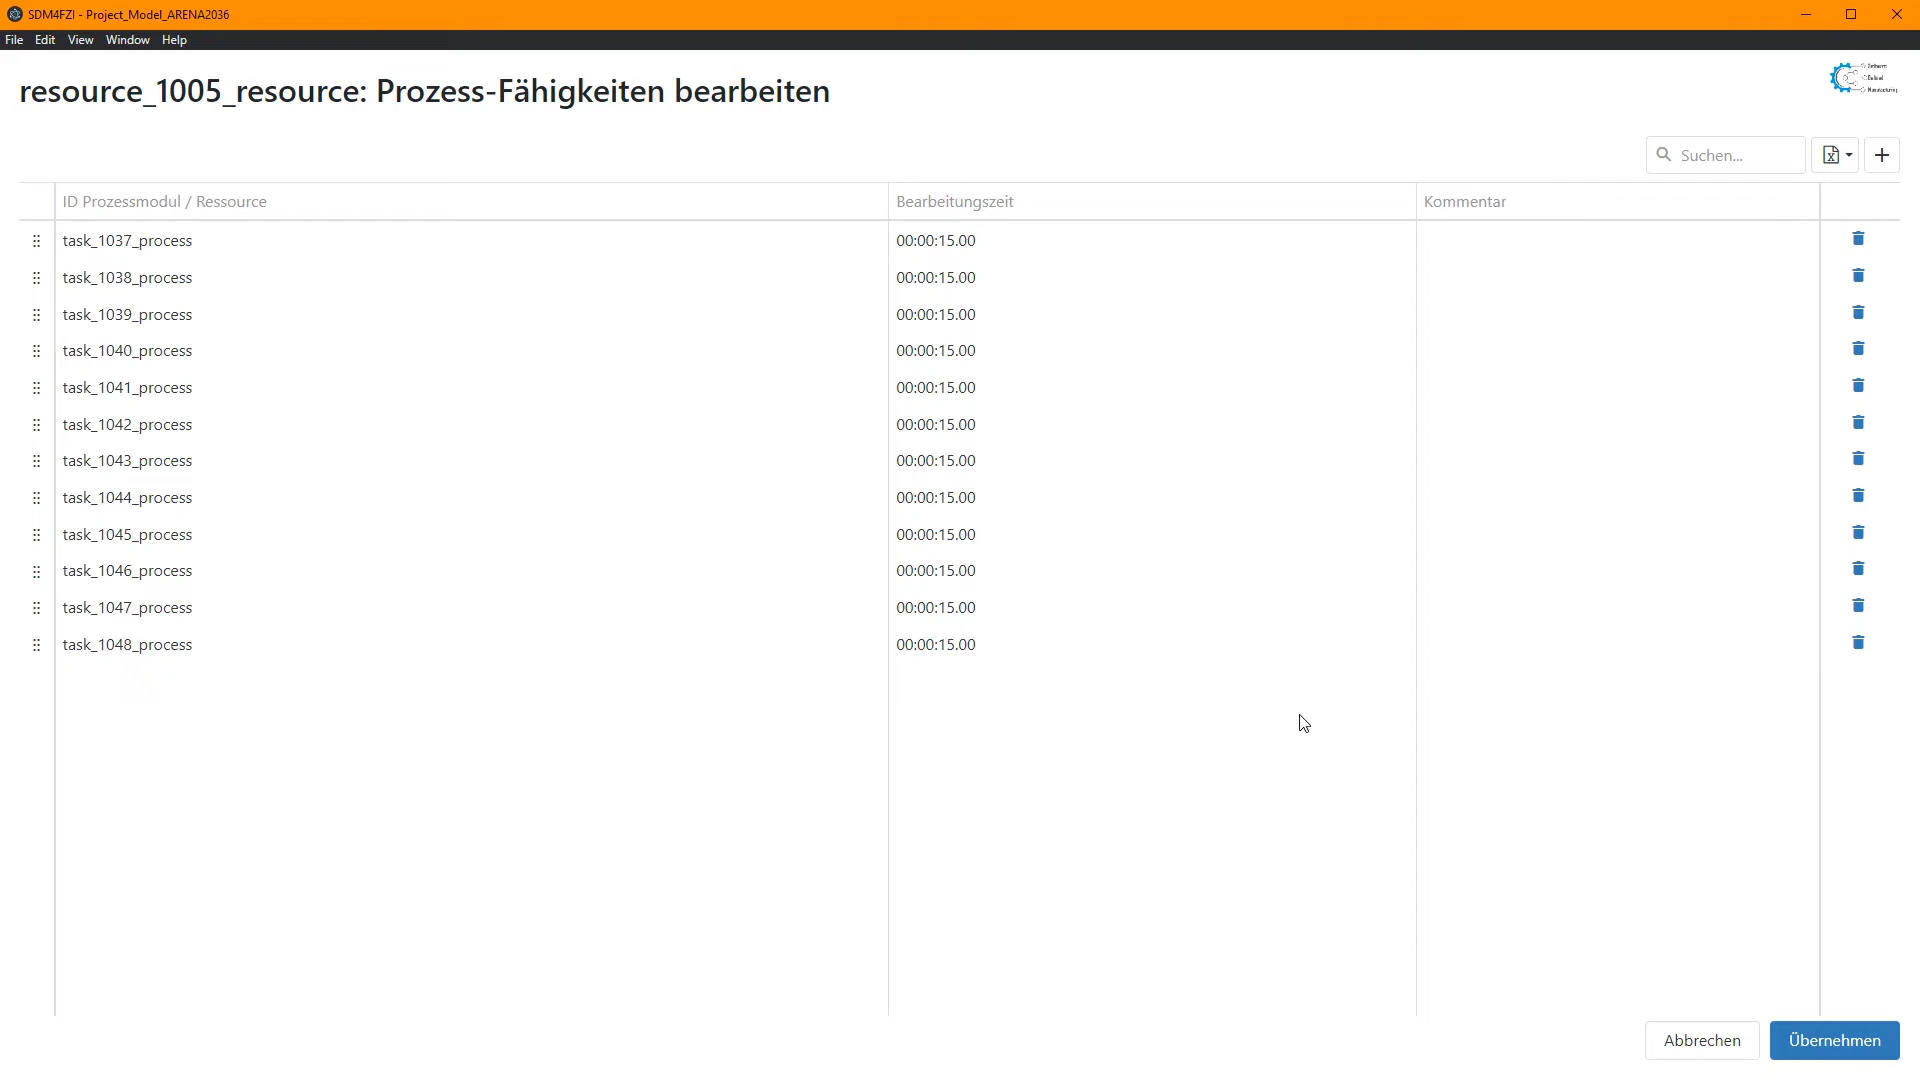 SDM4FZI - Project_Model_ARENA2036
File Edit View Window Help
resource_1005_resource: Prozess-Fähigkeiten bearbeiten
Suchen...
ID Prozessmodul / Ressource Bearbeitungszeit Kommentar
task_1037_process 00:00:15.00
task_1038_process 00:00:15.00
task_1039_process 00:00:15.00
task_1040_process 00:00:15.00
task_1041_process 00:00:15.00
task_1042_process 00:00:15.00
task_1043_process 00:00:15.00
task_1044_process 00:00:15.00
task_1045_process 00:00:15.00
task_1046_process 00:00:15.00
task_1047_process 00:00:15.00
task_1048_process 00:00:15.00
Abbrechen Übernehmen